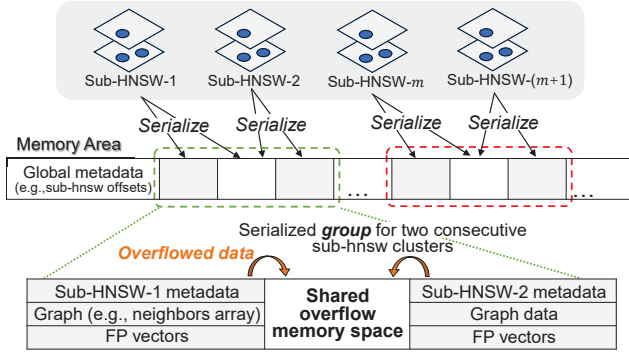 Sub-HNSW-1
Sub-HNSW-2
Sub-HNSW-m
Sub-HNSW-(m+1)
Serialize
Serialize
Serialize
Serialize
Memory Area
Global metadata
(e.g.,sub-hnsw offsets)
...
...
Serialized group for two consecutive
sub-hnsw clusters
Overflowed data
Sub-HNSW-1 metadata
Graph (e.g., neighbors array)
FP vectors
Shared
overflow
memory space
Sub-HNSW-2 metadata
Graph data
FP vectors